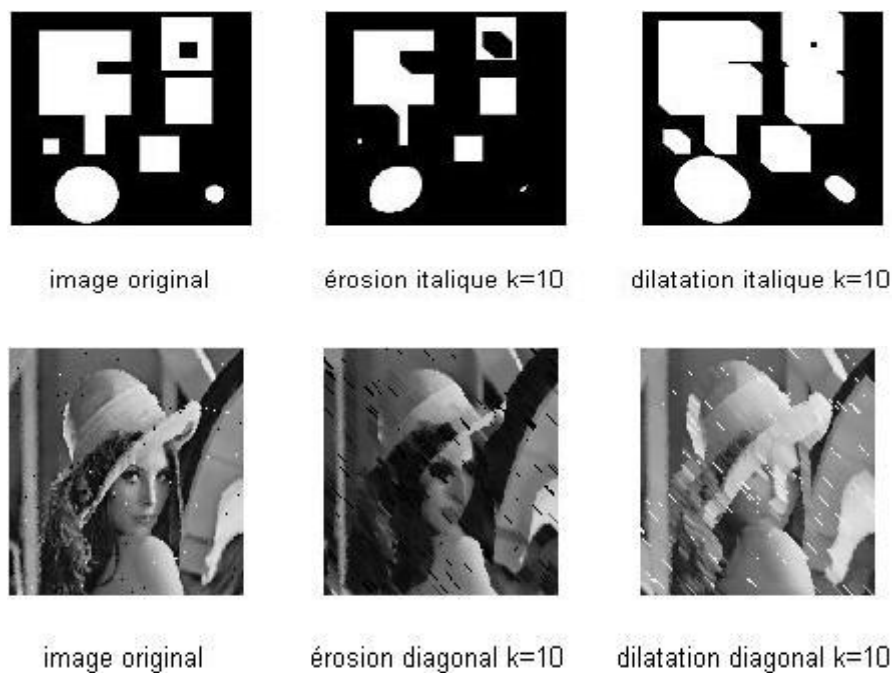 image original érosion italique k=10 dilatation italique k=10
image original érosion diagonal k=10 dilatation diagonal k=10